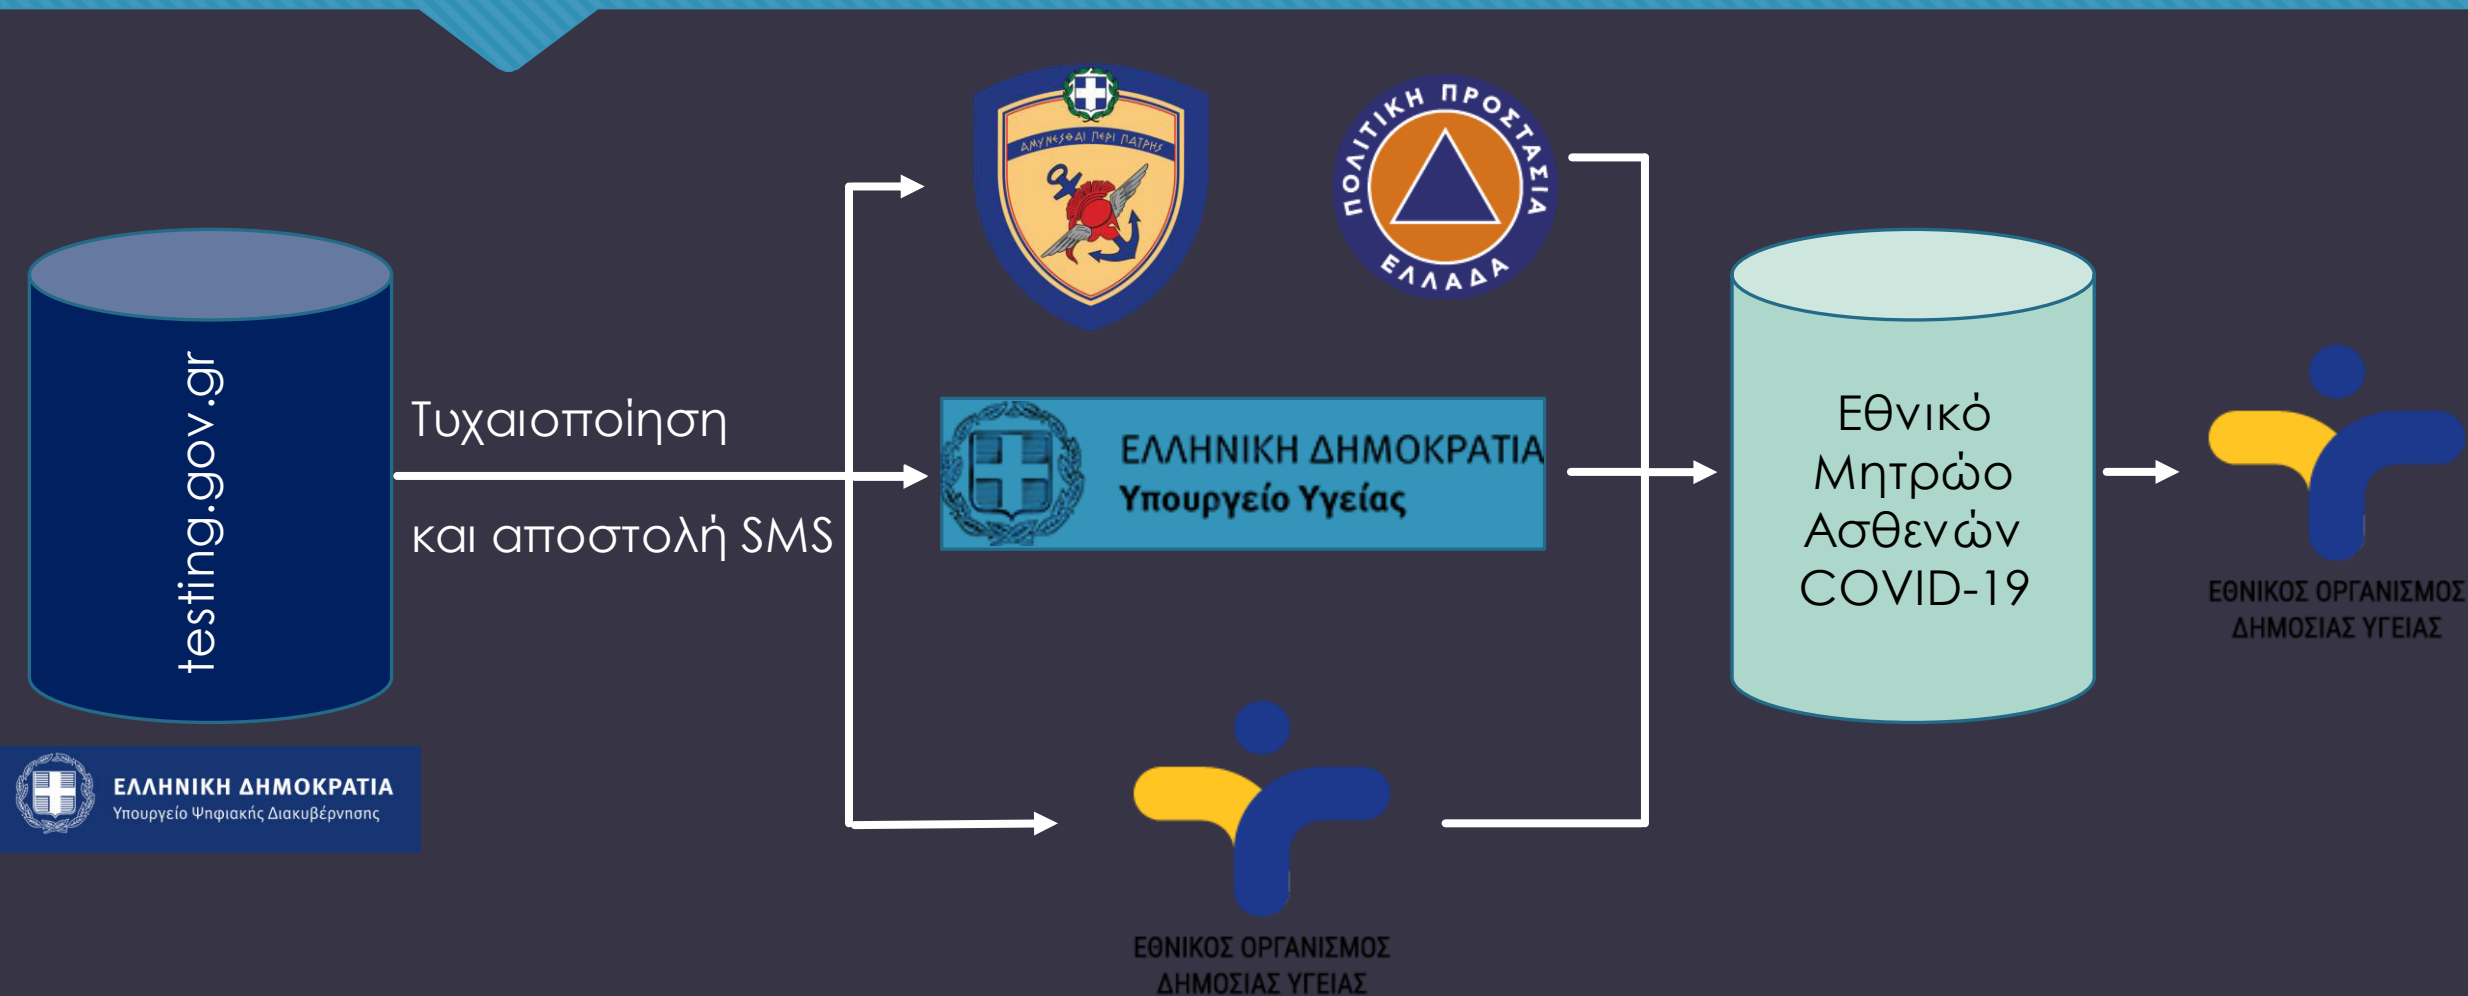 testing.gov.gr
ΕΛΛΗΝΙΚΗ ΔΗΜΟΚΡΑΤΙΑ
Υπουργείο Ψηφιακής Διακυβέρνησης
Τυχαιοποίηση
και αποστολή SMS
ΑΜΥΝΕΣΘΑΙ ΠΕΡΙ ΠΑΤΡΗΣ
ΠΟΛΙΤΙΚΗ ΠΡΟΣΤΑΣΙΑ
ΕΛΛΑΔΑ
ΕΛΛΗΝΙΚΗ ΔΗΜΟΚΡΑΤΙΑ
Υπουργείο Υγείας
ΕΘΝΙΚΟΣ ΟΡΓΑΝΙΣΜΟΣ
ΔΗΜΟΣΙΑΣ ΥΓΕΙΑΣ
Εθνικό
Μητρώο
Ασθενών
COVID-19
ΕΘΝΙΚΟΣ ΟΡΓΑΝΙΣΜΟΣ
ΔΗΜΟΣΙΑΣ ΥΓΕΙΑΣ